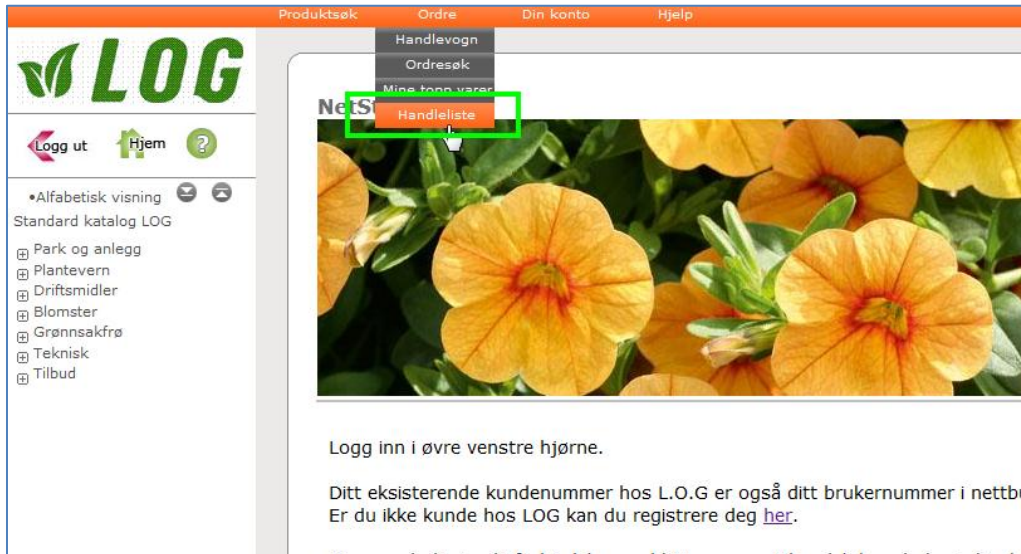 Produktsøk Ordre Din konto Hjelp
Handlevogn
Ordresøk
Mine topp varer
Handleliste
LOG
Logg ut Hjem ?
•Alfabetisk visning
Standard katalog LOG
Park og anlegg
Plantevern
Driftsmidler
Blomster
Grønnsakfrø
Teknisk
Tilbud
Logg inn i øvre venstre hjørne.
Ditt eksisterende kundenummer hos L.O.G er også ditt brukernummer i
Er du ikke kunde hos LOG kan du registrere deg her.